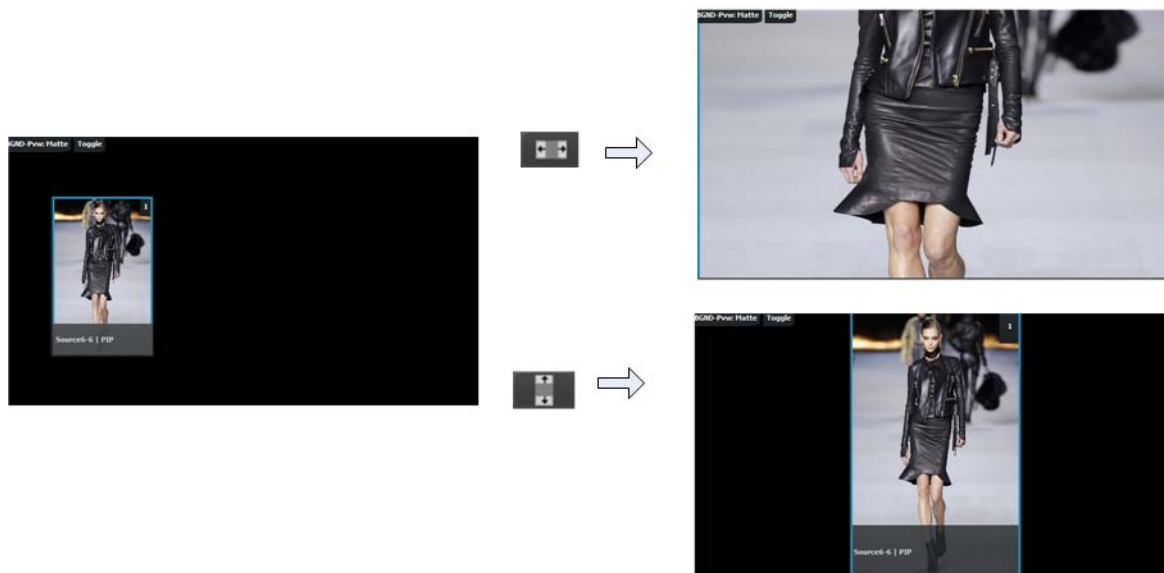 BGND-Pvw: Matte Toggle
1
Source6-6 | PIP
BGND-Pvw: Matte Toggle
BGND-Pvw: Matte Toggle
1
Source6-6 | PIP